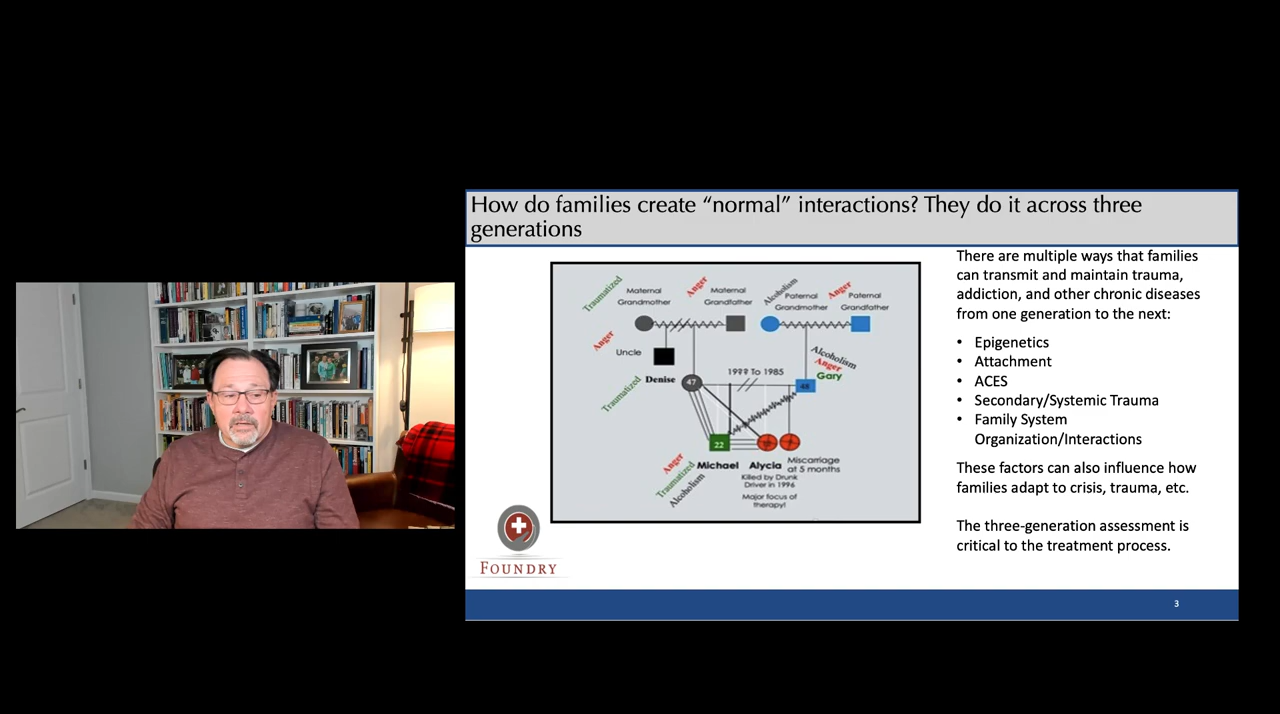 How do families create “normal” interactions? They do it across three
generations
There are multiple ways that families
can transmit and maintain trauma,
addiction, and other chronic diseases
from one generation to the next:
• Epigenetics
• Attachment
• ACES
• Secondary/Systemic Trauma
• Family System
Organization/Interactions
These factors can also influence how
families adapt to crisis, trauma, etc.
The three-generation assessment is
critical to the treatment process.
Traumatized
Maternal
Grandmother
Anger
Maternal
Grandfather
Alcoholism
Paternal
Grandmother
Anger
Paternal
Grandfather
Anger
Uncle
Traumatized
Denise
47
19?? To 1985
Alcoholism
Anger
Gary
48
22
Anger
Traumatized
Alcoholism
Michael
Alycia
Killed by Drunk
Driver in 1996
Major focus of
therapy!
Miscarriage
at 5 months
FOUNDRY
3